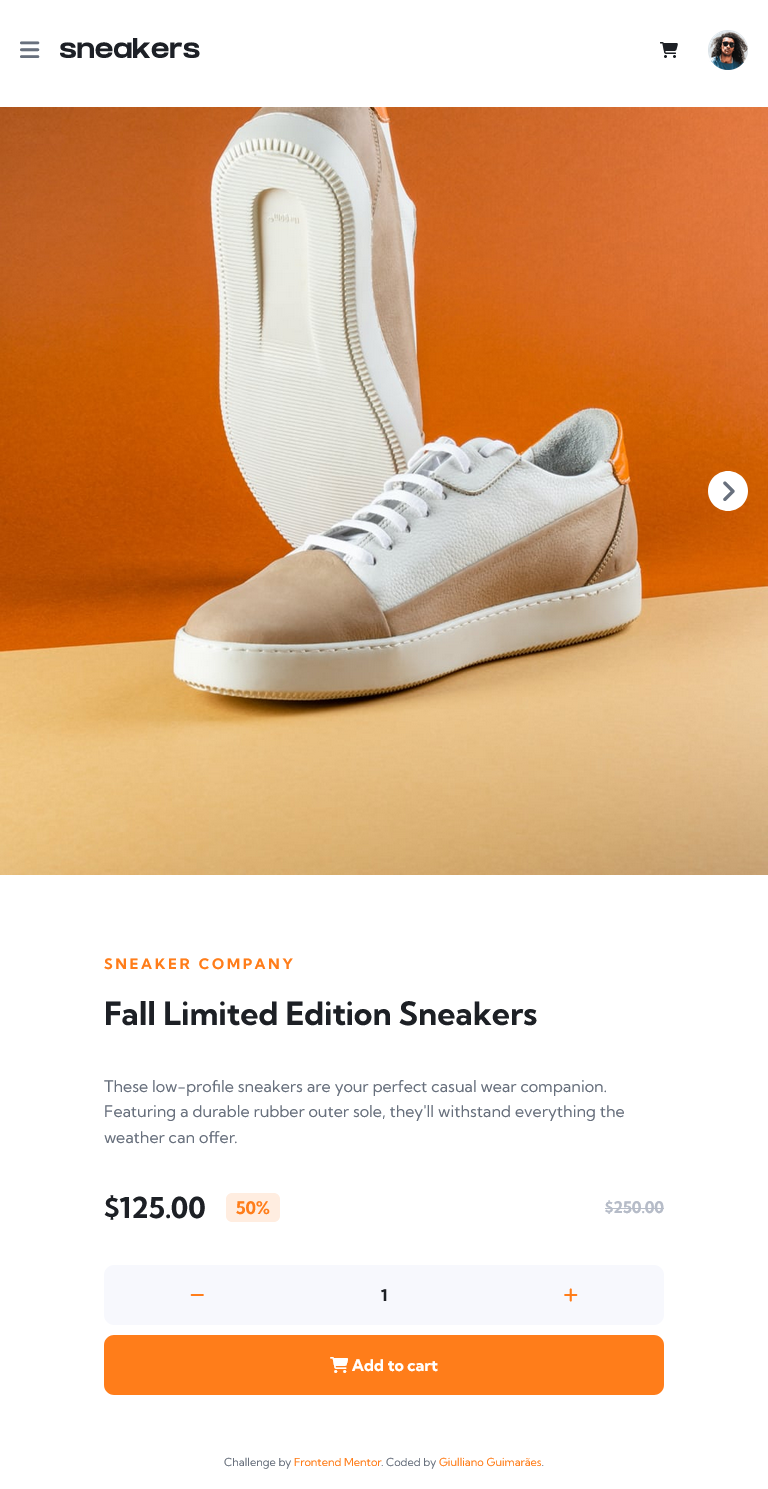 sneakers
SNEAKER COMPANY
Fall Limited Edition Sneakers
These low-profile sneakers are your perfect casual wear companion.
Featuring a durable rubber outer sole, they'll withstand everything the
weather can offer.
$125.00 50% $250.00
1
Add to cart
Challenge by Frontend Mentor. Coded by Giulliano Guimarães.